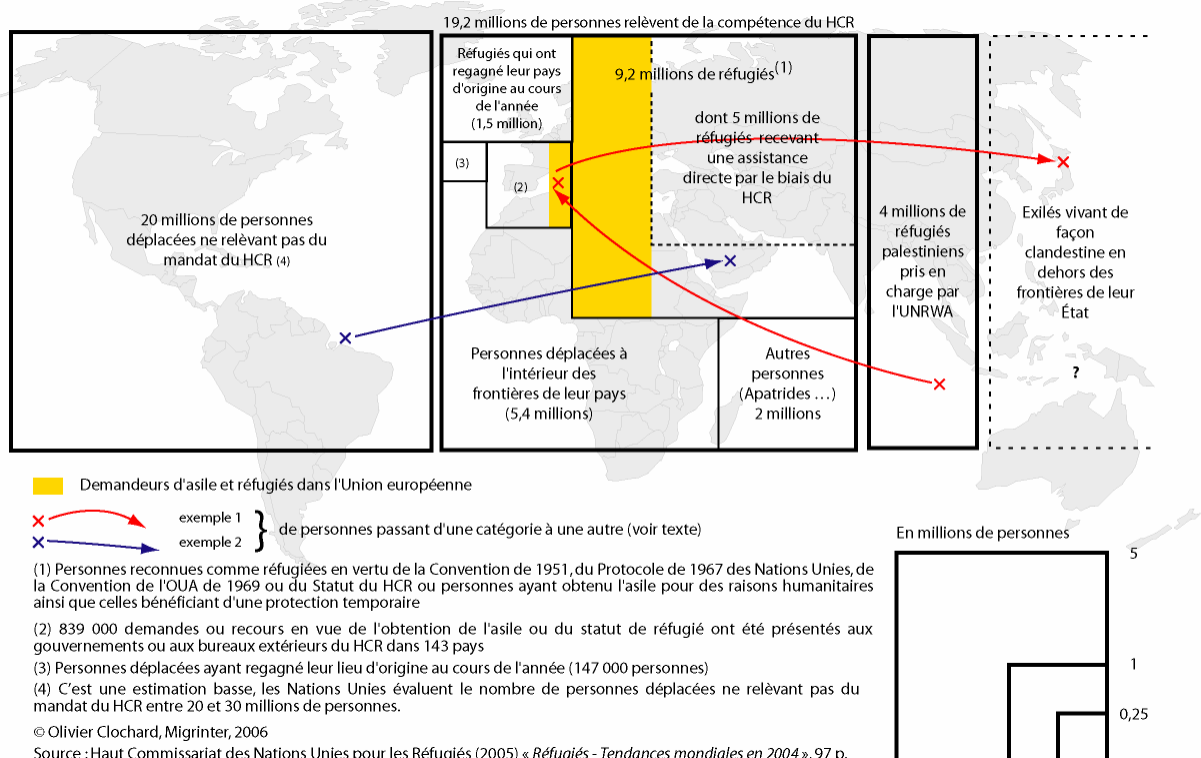 19,2 millions de personnes relèvent de la compétence du HCR
Réfugiés qui ont
regagné leur pays
d'origine au cours
de l'année
(1,5 million)
9,2 millions de réfugiés(1)
dont 5 millions de
réfugiés recevant
une assistance
directe par le biais du
HCR
(3)
(2)
20 millions de personnes
déplacées ne relèvant pas du
mandat du HCR (4)
4 millions de
réfugiés
palestiniens
pris en
charge par
l'UNRWA
Exilés vivant de
façon
clandestine en
dehors des
frontières de leur
État
?
Personnes déplacées à
l'intérieur des
frontières de leur pays
(5,4 millions)
Autres
personnes
(Apatrides …)
2 millions
Demandeurs d'asile et réfugiés dans l'Union européenne
exemple 1
exemple 2
} de personnes passant d'une catégorie à une autre (voir texte)
(1) Personnes reconnues comme réfugiées en vertu de la Convention de 1951, du Protocole de 1967 des Nations Unies, de
la Convention de l'OUA de 1969 ou du Statut du HCR ou personnes ayant obtenu l'asile pour des raisons humanitaires
ainsi que celles bénéficiant d'une protection temporaire
(2) 839 000 demandes ou recours en vue de l'obtention de l'asile ou du statut de réfugié ont été présentés aux
gouvernements ou aux bureaux extérieurs du HCR dans 143 pays
(3) Personnes déplacées ayant regagné leur lieu d'origine au cours de l'année (147 000 personnes)
(4) C'est une estimation basse, les Nations Unies évaluent le nombre de personnes déplacées ne relèvant pas du
mandat du HCR entre 20 et 30 millions de personnes.
© Olivier Clochard, Migrinter, 2006
Source : Haut Commissariat des Nations Unies pour les Réfugiés (2005) « Réfugiés - Tendances mondiales en 2004 », 97 p.
En millions de personnes
5
1
0,25